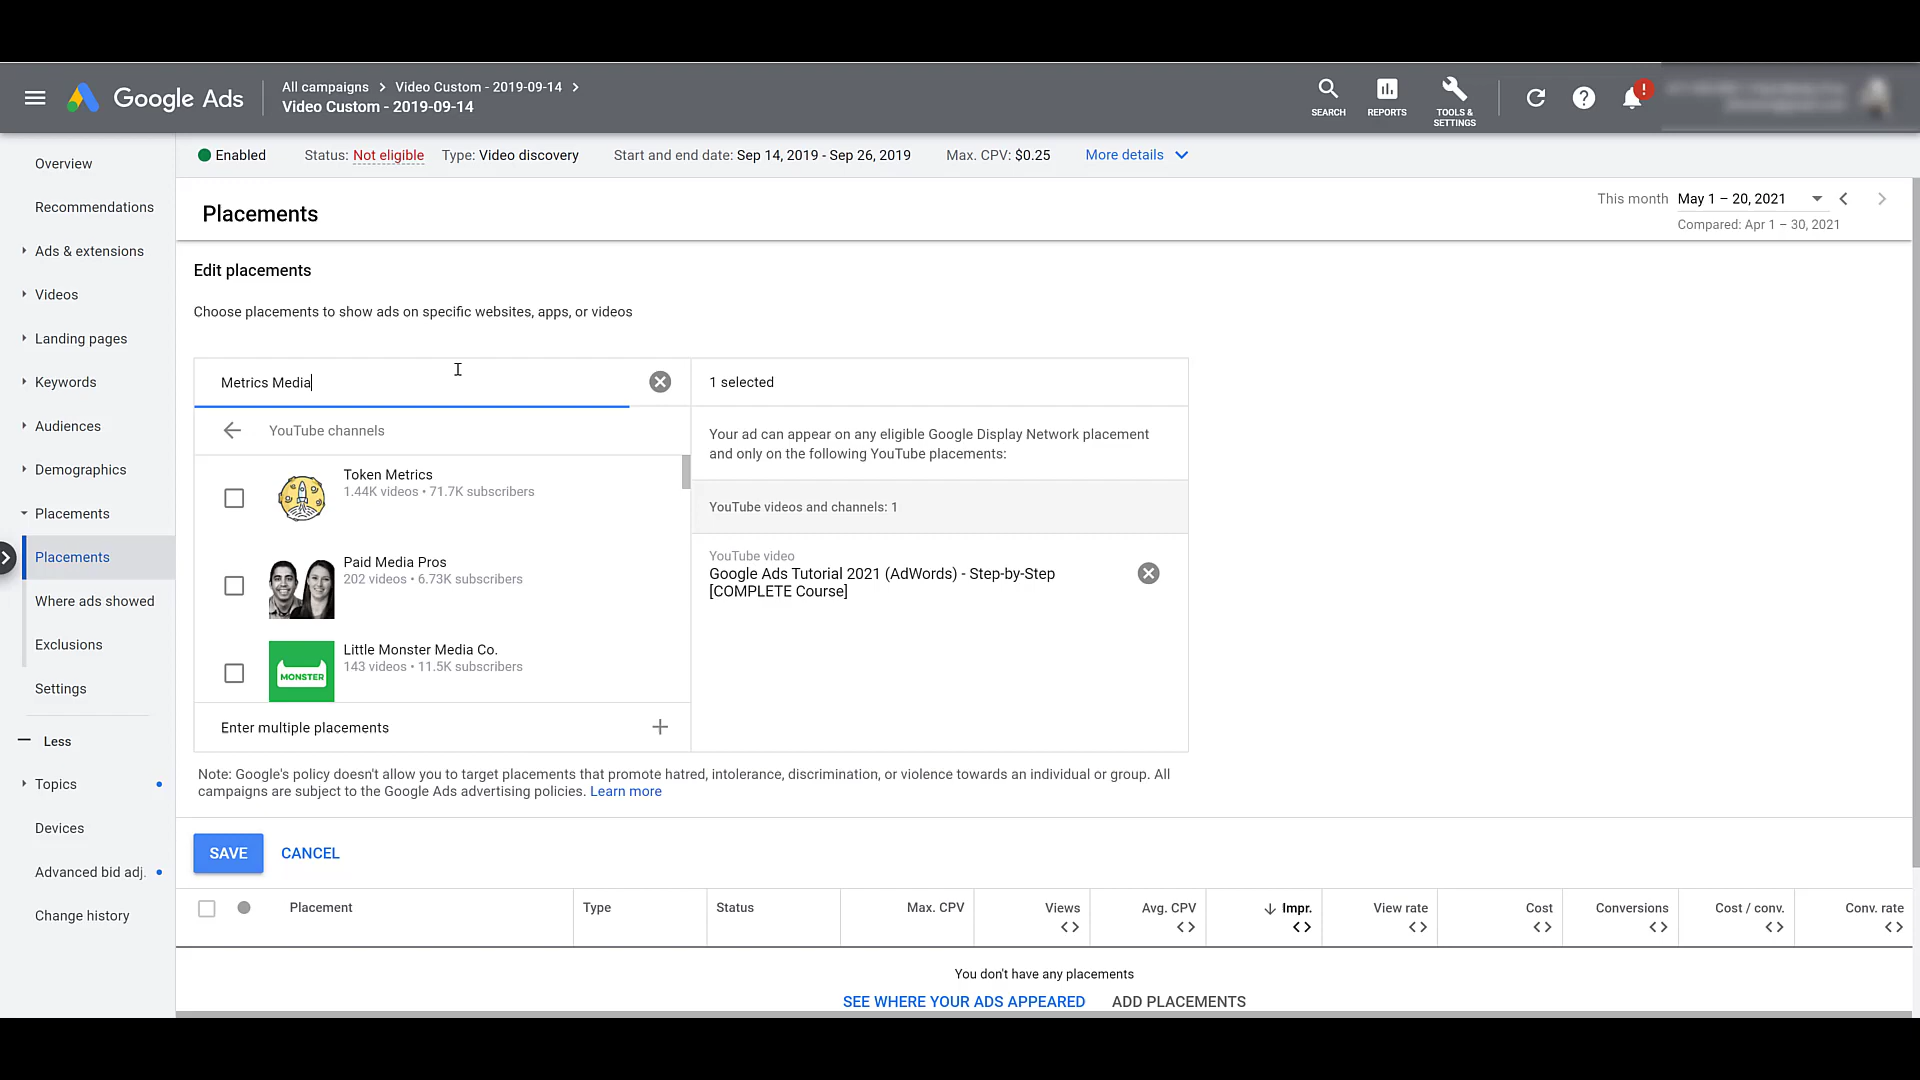 Google Ads
All campaigns > Video Custom - 2019-09-14 >
Video Custom - 2019-09-14
SEARCH
REPORTS
TOOLS &
SETTINGS
!
Enabled
Status: Not eligible
Type: Video discovery
Start and end date: Sep 14, 2019 - Sep 26, 2019
Max. CPV: $0.25
More details
Overview
Recommendations
Ads & extensions
Videos
Landing pages
Keywords
Audiences
Demographics
Placements
Placements
Where ads showed
Exclusions
Settings
Less
Topics
Devices
Advanced bid adj.
Change history
Placements
This month May 1 – 20, 2021
Compared: Apr 1 – 30, 2021
Edit placements
Choose placements to show ads on specific websites, apps, or videos
Metrics Media
YouTube channels
Token Metrics
1.44K videos • 71.7K subscribers
Paid Media Pros
202 videos • 6.73K subscribers
MONSTER
Little Monster Media Co.
143 videos • 11.5K subscribers
Enter multiple placements
1 selected
Your ad can appear on any eligible Google Display Network placement
and only on the following YouTube placements:
YouTube videos and channels: 1
YouTube video
Google Ads Tutorial 2021 (AdWords) - Step-by-Step
[COMPLETE Course]
Note: Google's policy doesn't allow you to target placements that promote hatred, intolerance, discrimination, or violence towards an individual or group. All
campaigns are subject to the Google Ads advertising policies. Learn more
SAVE
CANCEL
Placement
Type
Status
Max. CPV
Views
Avg. CPV
Impr.
View rate
Cost
Conversions
Cost / conv.
Conv. rate
You don't have any placements
SEE WHERE YOUR ADS APPEARED
ADD PLACEMENTS